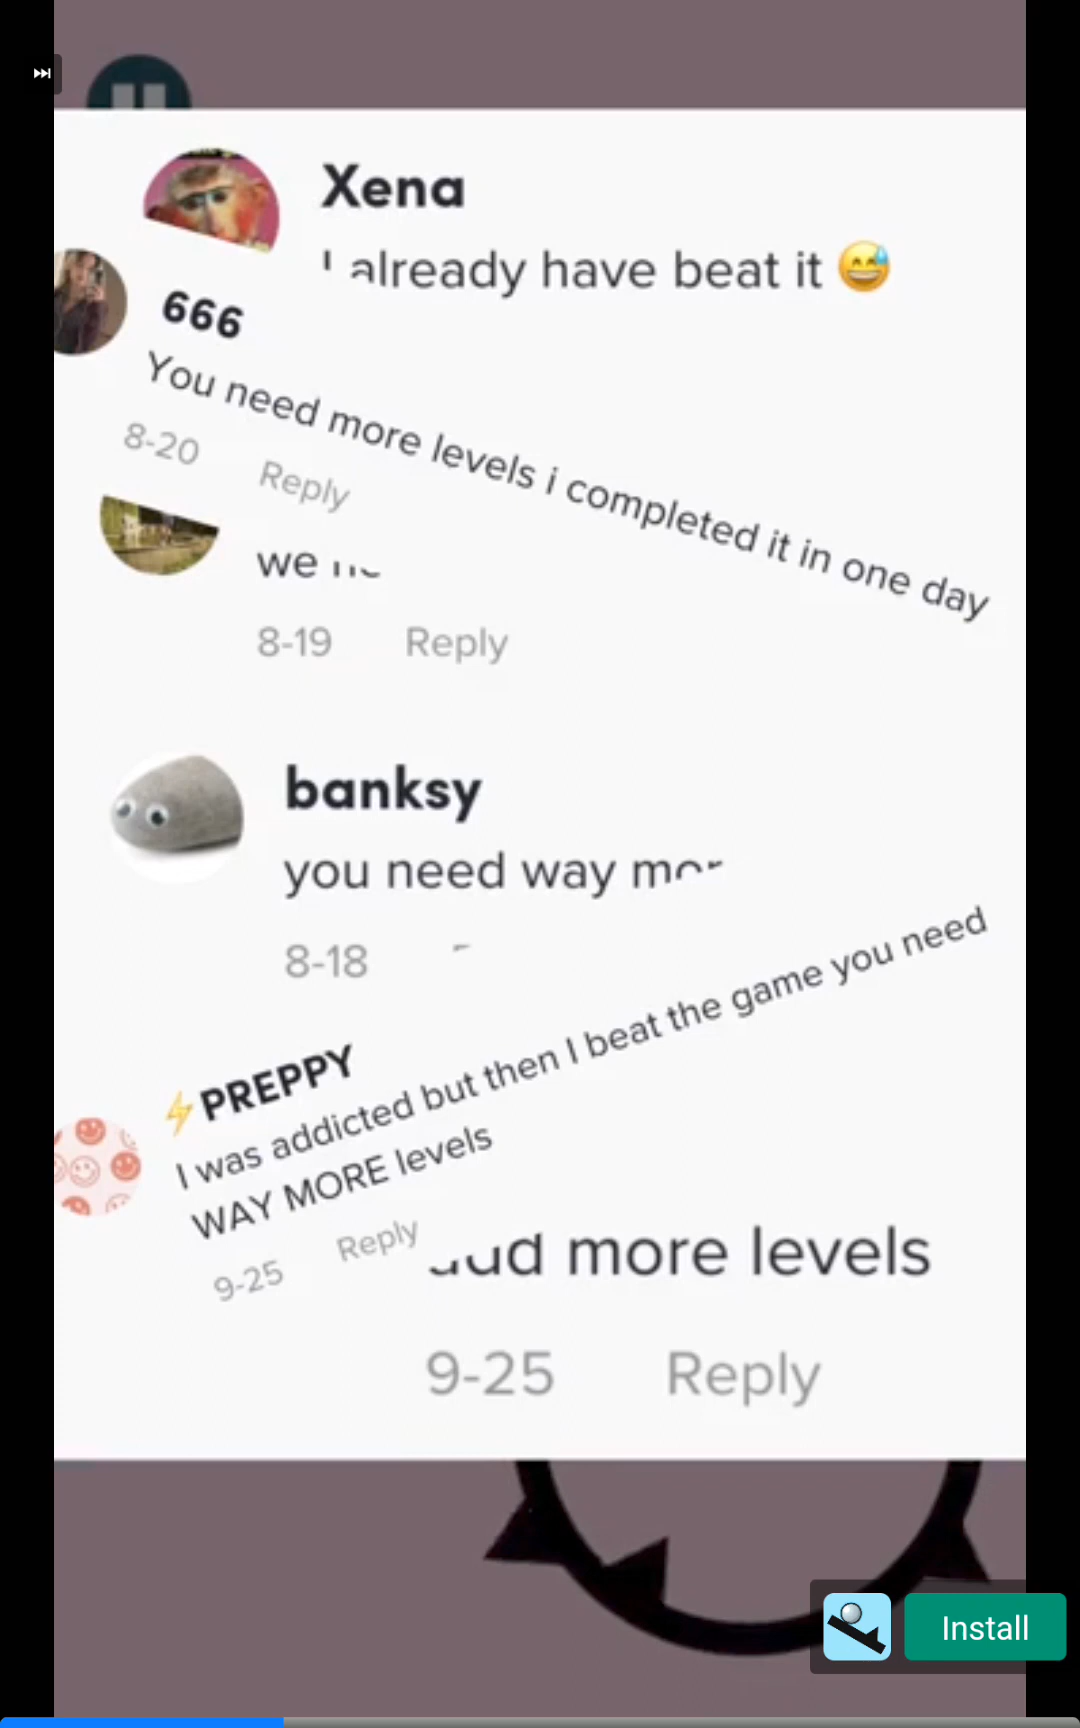 Xena
already have beat it 😅
666
You need more levels i completed it in one day
8-20 Reply
we
8-19 Reply
banksy
you need way
8-18
⚡PREPPY
I was addicted but then I beat the game you need
WAY MORE levels
9-25 Reply
more levels
9-25 Reply
Install